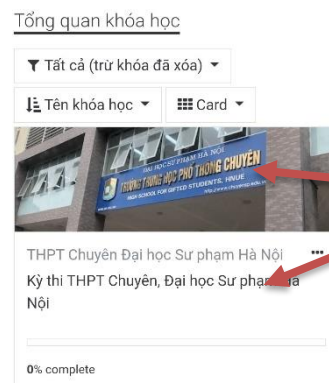 Tổng quan khóa học
Tất cả (trừ khóa đã xóa)
Tên khóa học
Card
ĐẠI HỌC SƯ PHẠM HÀ NỘI
TRƯỜNG TRUNG HỌC PHỔ THÔNG CHUYÊN
HIGH SCHOOL FOR GIFTED STUDENTS, HNUE
THPT Chuyên Đại học Sư phạm Hà Nội
Kỳ thi THPT Chuyên, Đại học Sư phạm Hà
Nội
0% complete